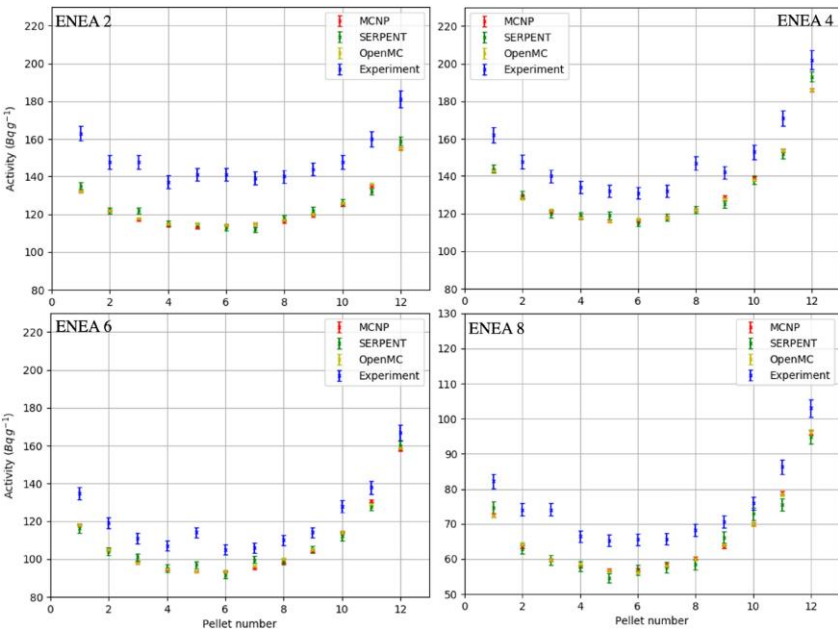 ENEA 2
MCNP
SERPENT
OpenMC
Experiment
220
200
180
160
140
120
100
80
Activity (Bq g⁻¹)
0 2 4 6 8 10 12
ENEA 4
MCNP
SERPENT
OpenMC
Experiment
220
200
180
160
140
120
100
80
0 2 4 6 8 10 12
ENEA 6
MCNP
SERPENT
OpenMC
Experiment
220
200
180
160
140
120
100
80
Activity (Bq g⁻¹)
0 2 4 6 8 10 12
Pellet number
ENEA 8
MCNP
SERPENT
OpenMC
Experiment
130
120
110
100
90
80
70
60
50
0 2 4 6 8 10 12
Pellet number